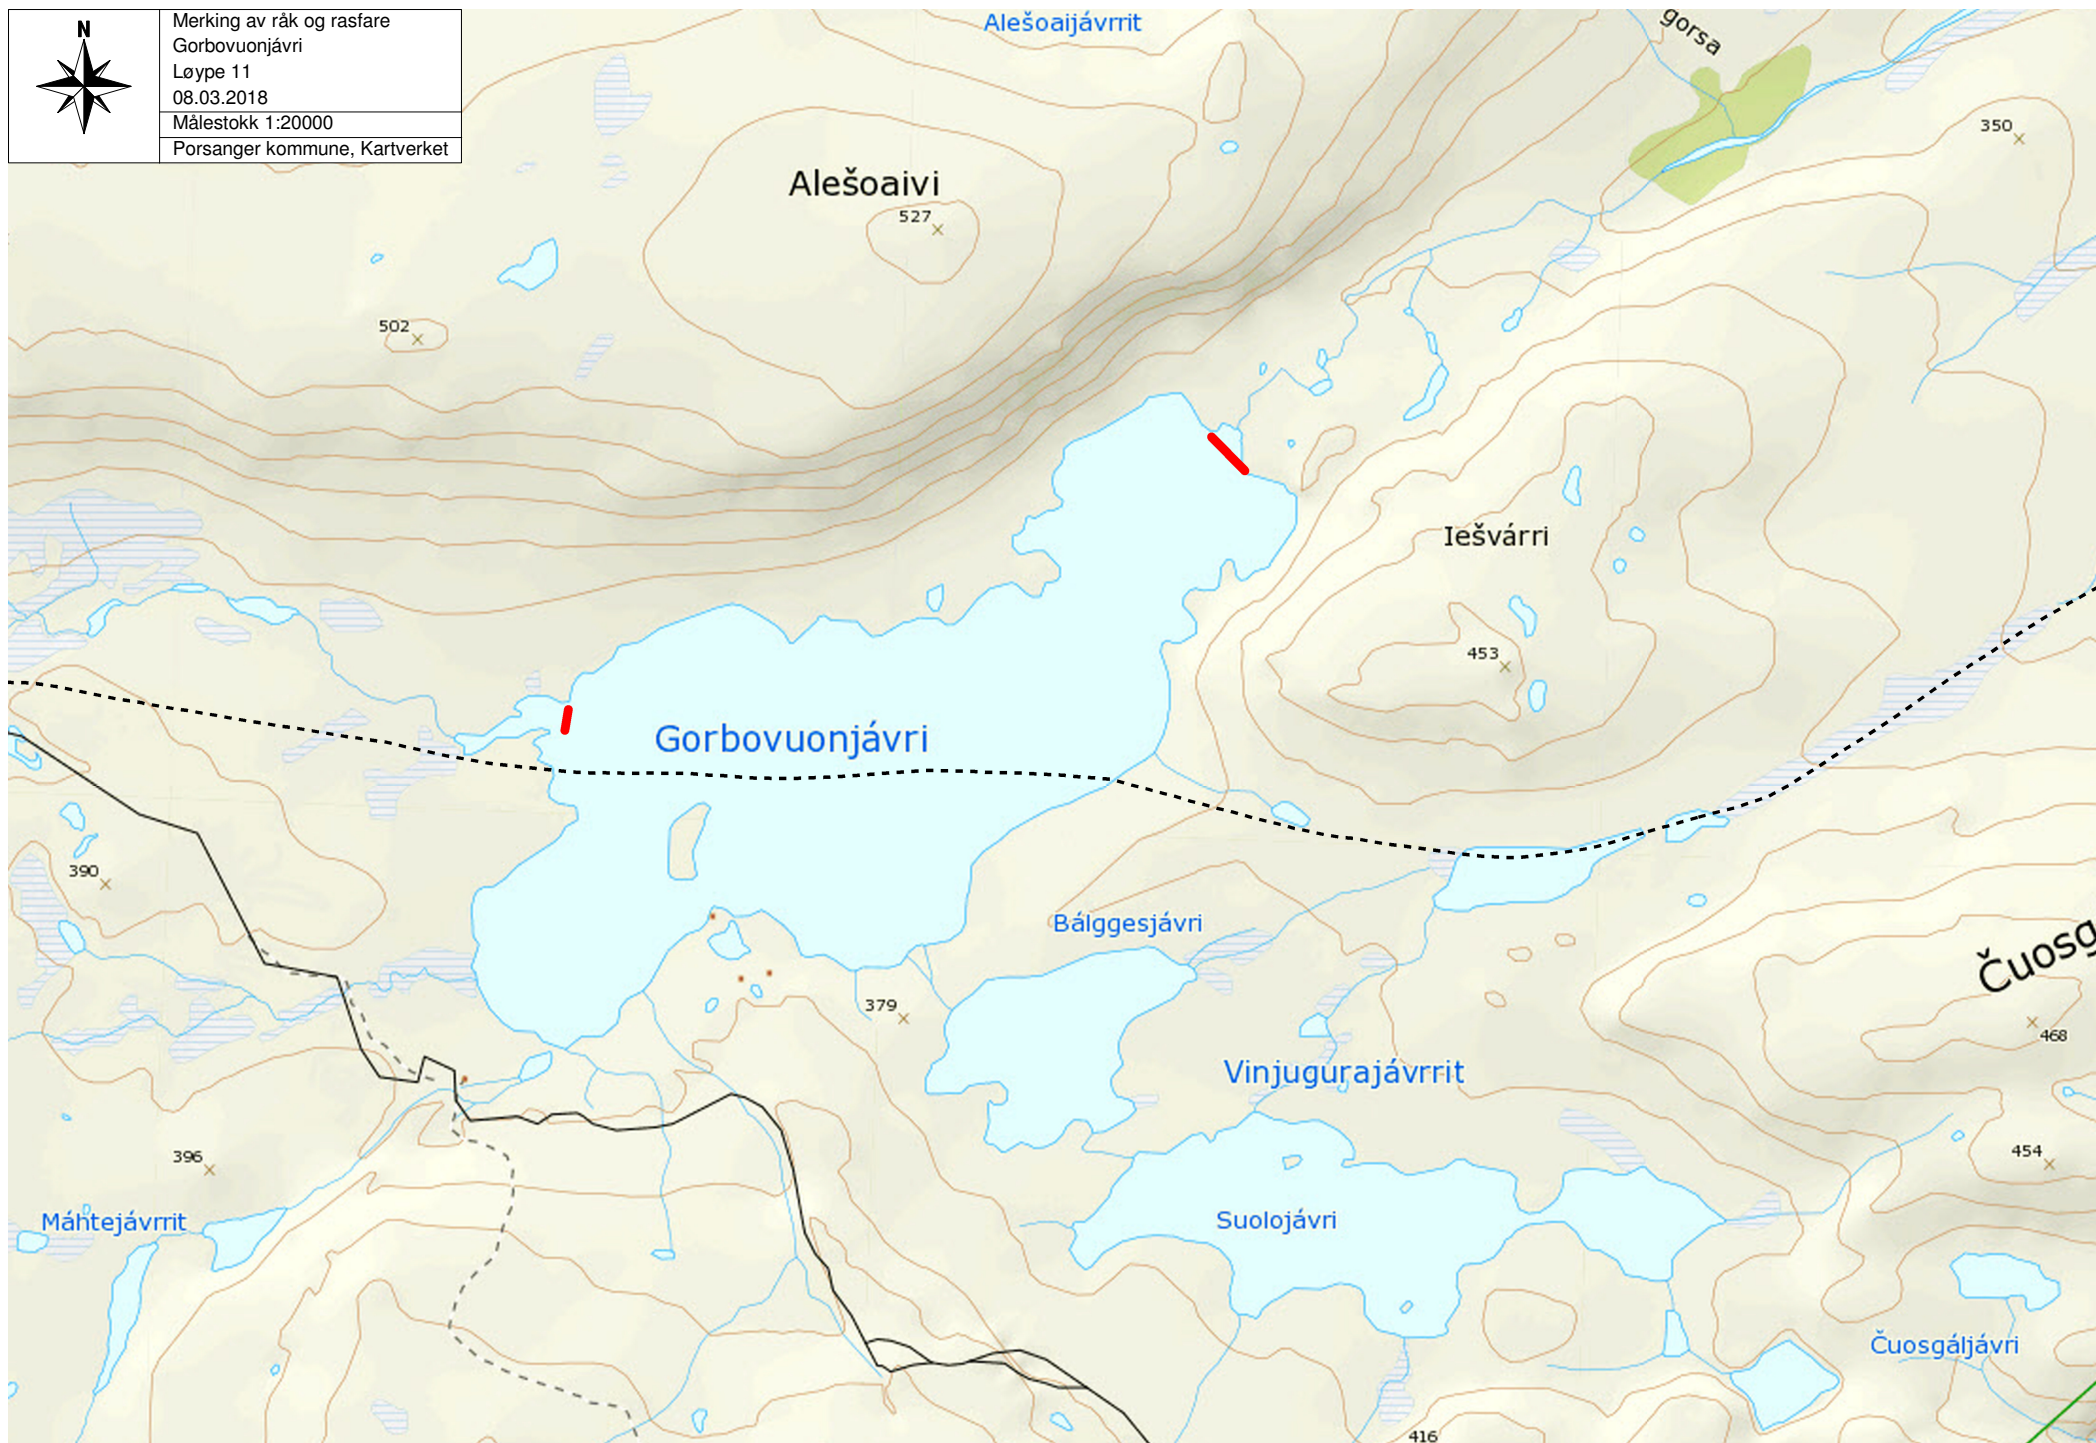 N
Merking av råk og rasfare
Gorbovuonjávri
Løype 11
08.03.2018
Målestokk 1:20000
Porsanger kommune, Kartverket
Alešoaijávrrit
gorsa
350
Alešoaivi
527
502
Iešvárri
453
Gorbovuonjávri
390
Bálggesjávri
Čuosg
379
468
Vinjugurajávrrit
396
454
Máhtejávrrit
Suolojávri
Čuosgáljávri
416